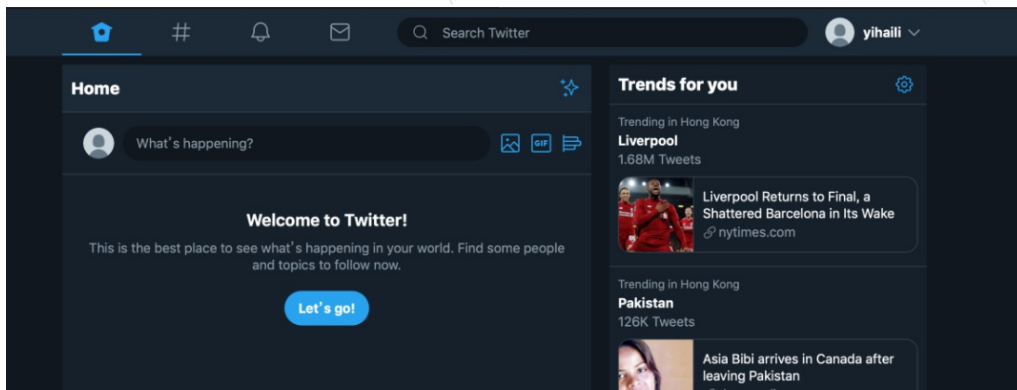 Search Twitter
yihaili
Home
What's happening?
GIF
Welcome to Twitter!
This is the best place to see what's happening in your world. Find some people
and topics to follow now.
Let's go!
Trends for you
Trending in Hong Kong
Liverpool
1.68M Tweets
Liverpool Returns to Final, a
Shattered Barcelona in Its Wake
nytimes.com
Trending in Hong Kong
Pakistan
126K Tweets
Asia Bibi arrives in Canada after
leaving Pakistan